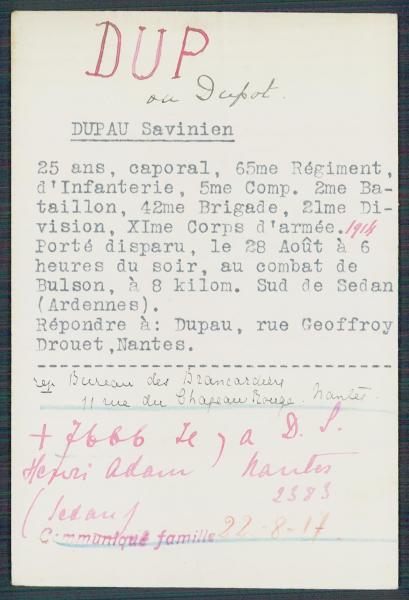 DUP
ou Dupot.
DUPAU Savinien
25 ans, caporal, 65me Régiment,
d'Infanterie, 5me Comp. 2me Ba-
taillon, 42me Brigade, 21me Di-
vision, XIme Corps d'armée. 1914
Porté disparu, le 28 Août à 6
heures du soir, au combat de
Bulson, à 8 kilom. Sud de Sedan
(Ardennes).
Répondre à: Dupau, rue Geoffroy
Drouet,Nantes.
rep Bureau des Brancardiers
11 rue du Chapeau Rouge. Nantes.
+ 7666 a D. S.
Henri Adam Nantes
2383
(Sedan)
Communiqué famille 22-8-17